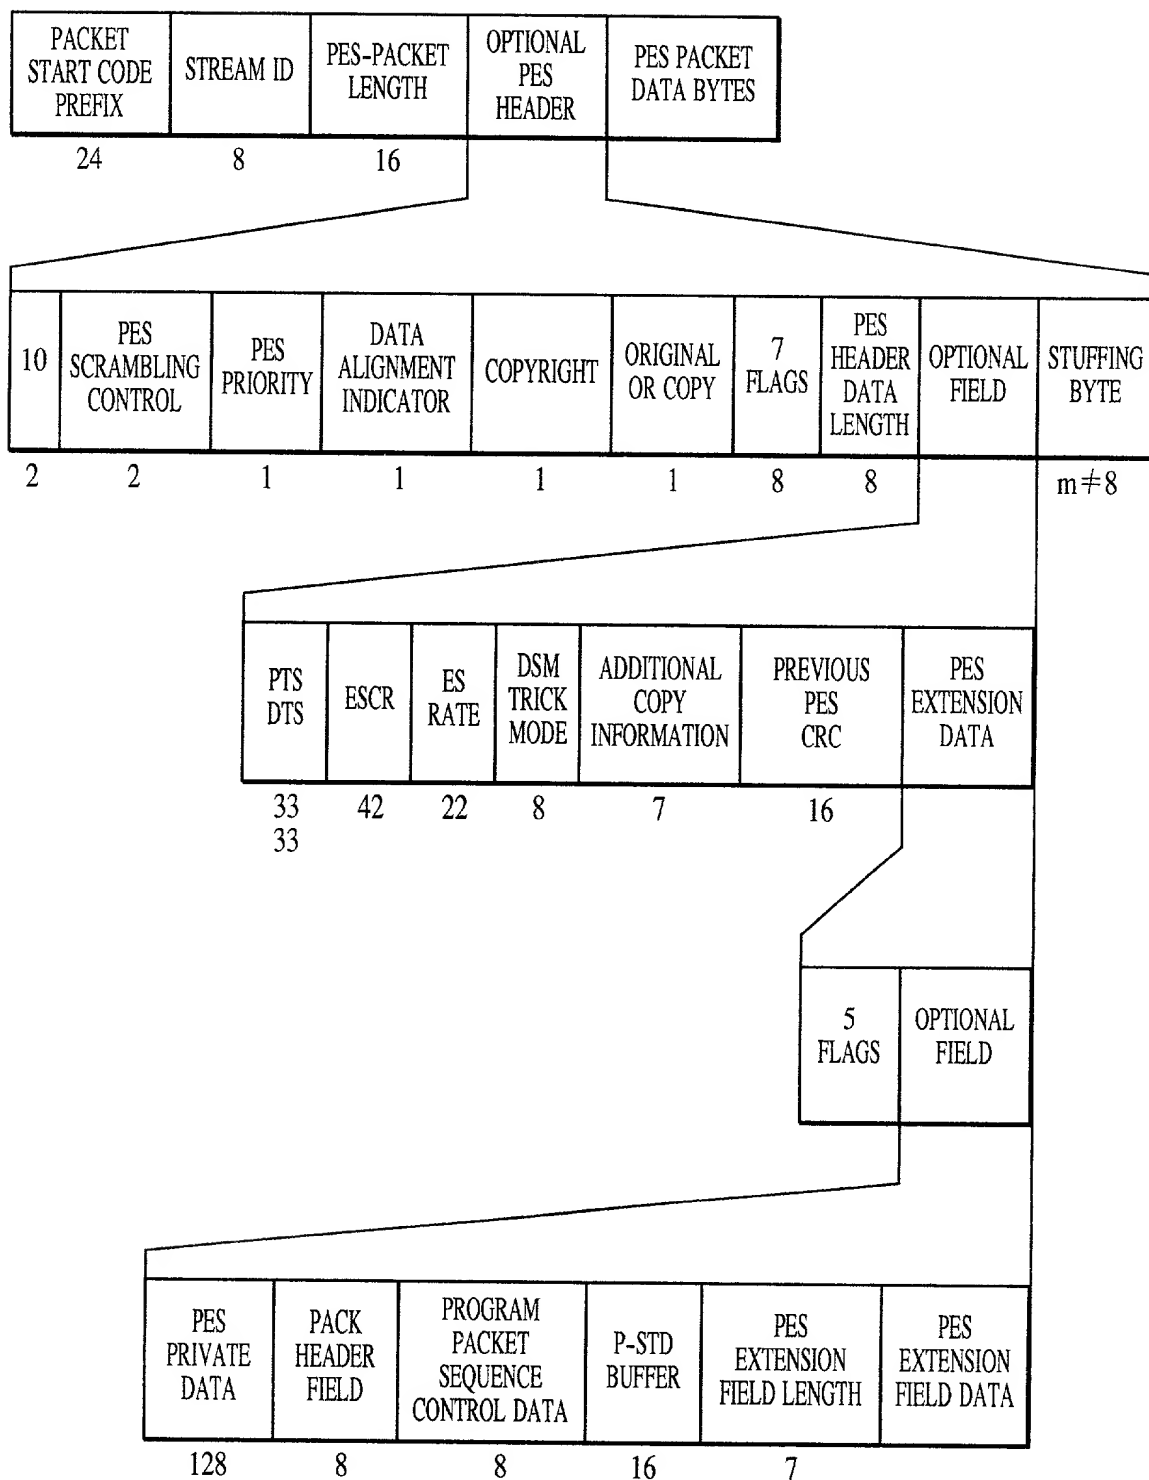 PACKET
START CODE
PREFIX
STREAM ID
PES-PACKET
LENGTH
OPTIONAL
PES
HEADER
PES PACKET
DATA BYTES
24
8
16
10
PES
SCRAMBLING
CONTROL
PES
PRIORITY
DATA
ALIGNMENT
INDICATOR
COPYRIGHT
ORIGINAL
OR COPY
7
FLAGS
PES
HEADER
DATA
LENGTH
OPTIONAL
FIELD
STUFFING
BYTE
2
2
1
1
1
1
8
8
m≠8
PTS
DTS
ESCR
ES
RATE
DSM
TRICK
MODE
ADDITIONAL
COPY
INFORMATION
PREVIOUS
PES
CRC
PES
EXTENSION
DATA
33
33
42
22
8
7
16
5
FLAGS
OPTIONAL
FIELD
PES
PRIVATE
DATA
PACK
HEADER
FIELD
PROGRAM
PACKET
SEQUENCE
CONTROL DATA
P-STD
BUFFER
PES
EXTENSION
FIELD LENGTH
PES
EXTENSION
FIELD DATA
128
8
8
16
7